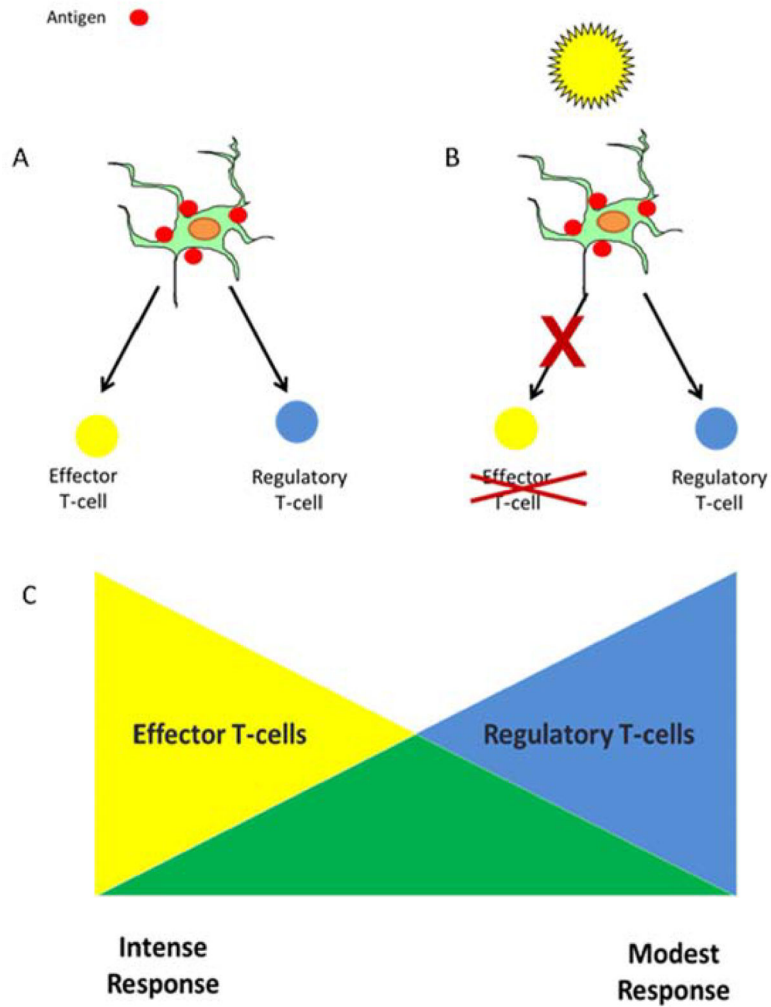 Antigen
A
B
Effector
T-cell
Regulatory
T-cell
X
Effector
T-cell
Regulatory
T-cell
C
Effector T-cells
Regulatory T-cells
Intense
Response
Modest
Response